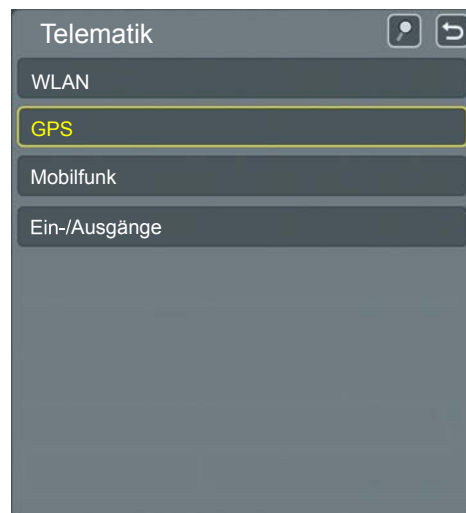 Telematik
WLAN
GPS
Mobilfunk
Ein-/Ausgänge